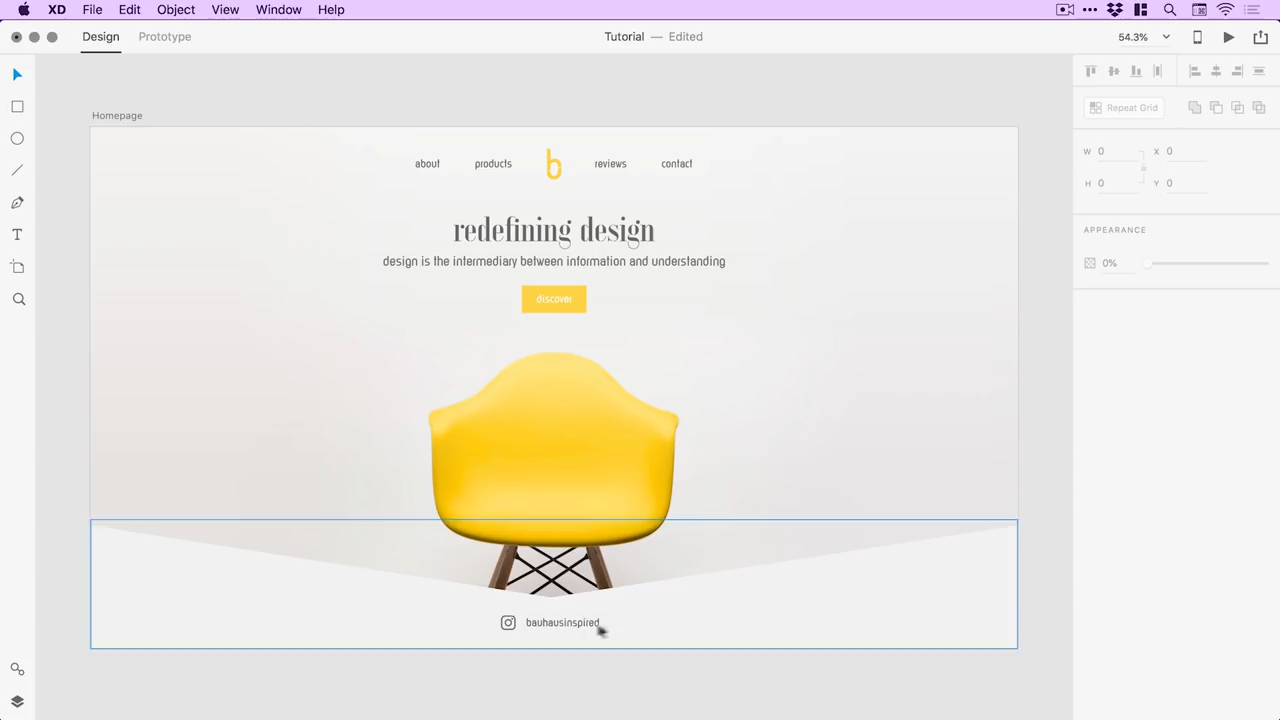 XD File Edit Object View Window Help
Design Prototype Tutorial — Edited 54.3%
Homepage
Repeat Grid
W 0 X 0
H 0 Y 0
APPEARANCE
0%
about products b reviews contact
redefining design
design is the intermediary between information and understanding
discover
bauhausinspired